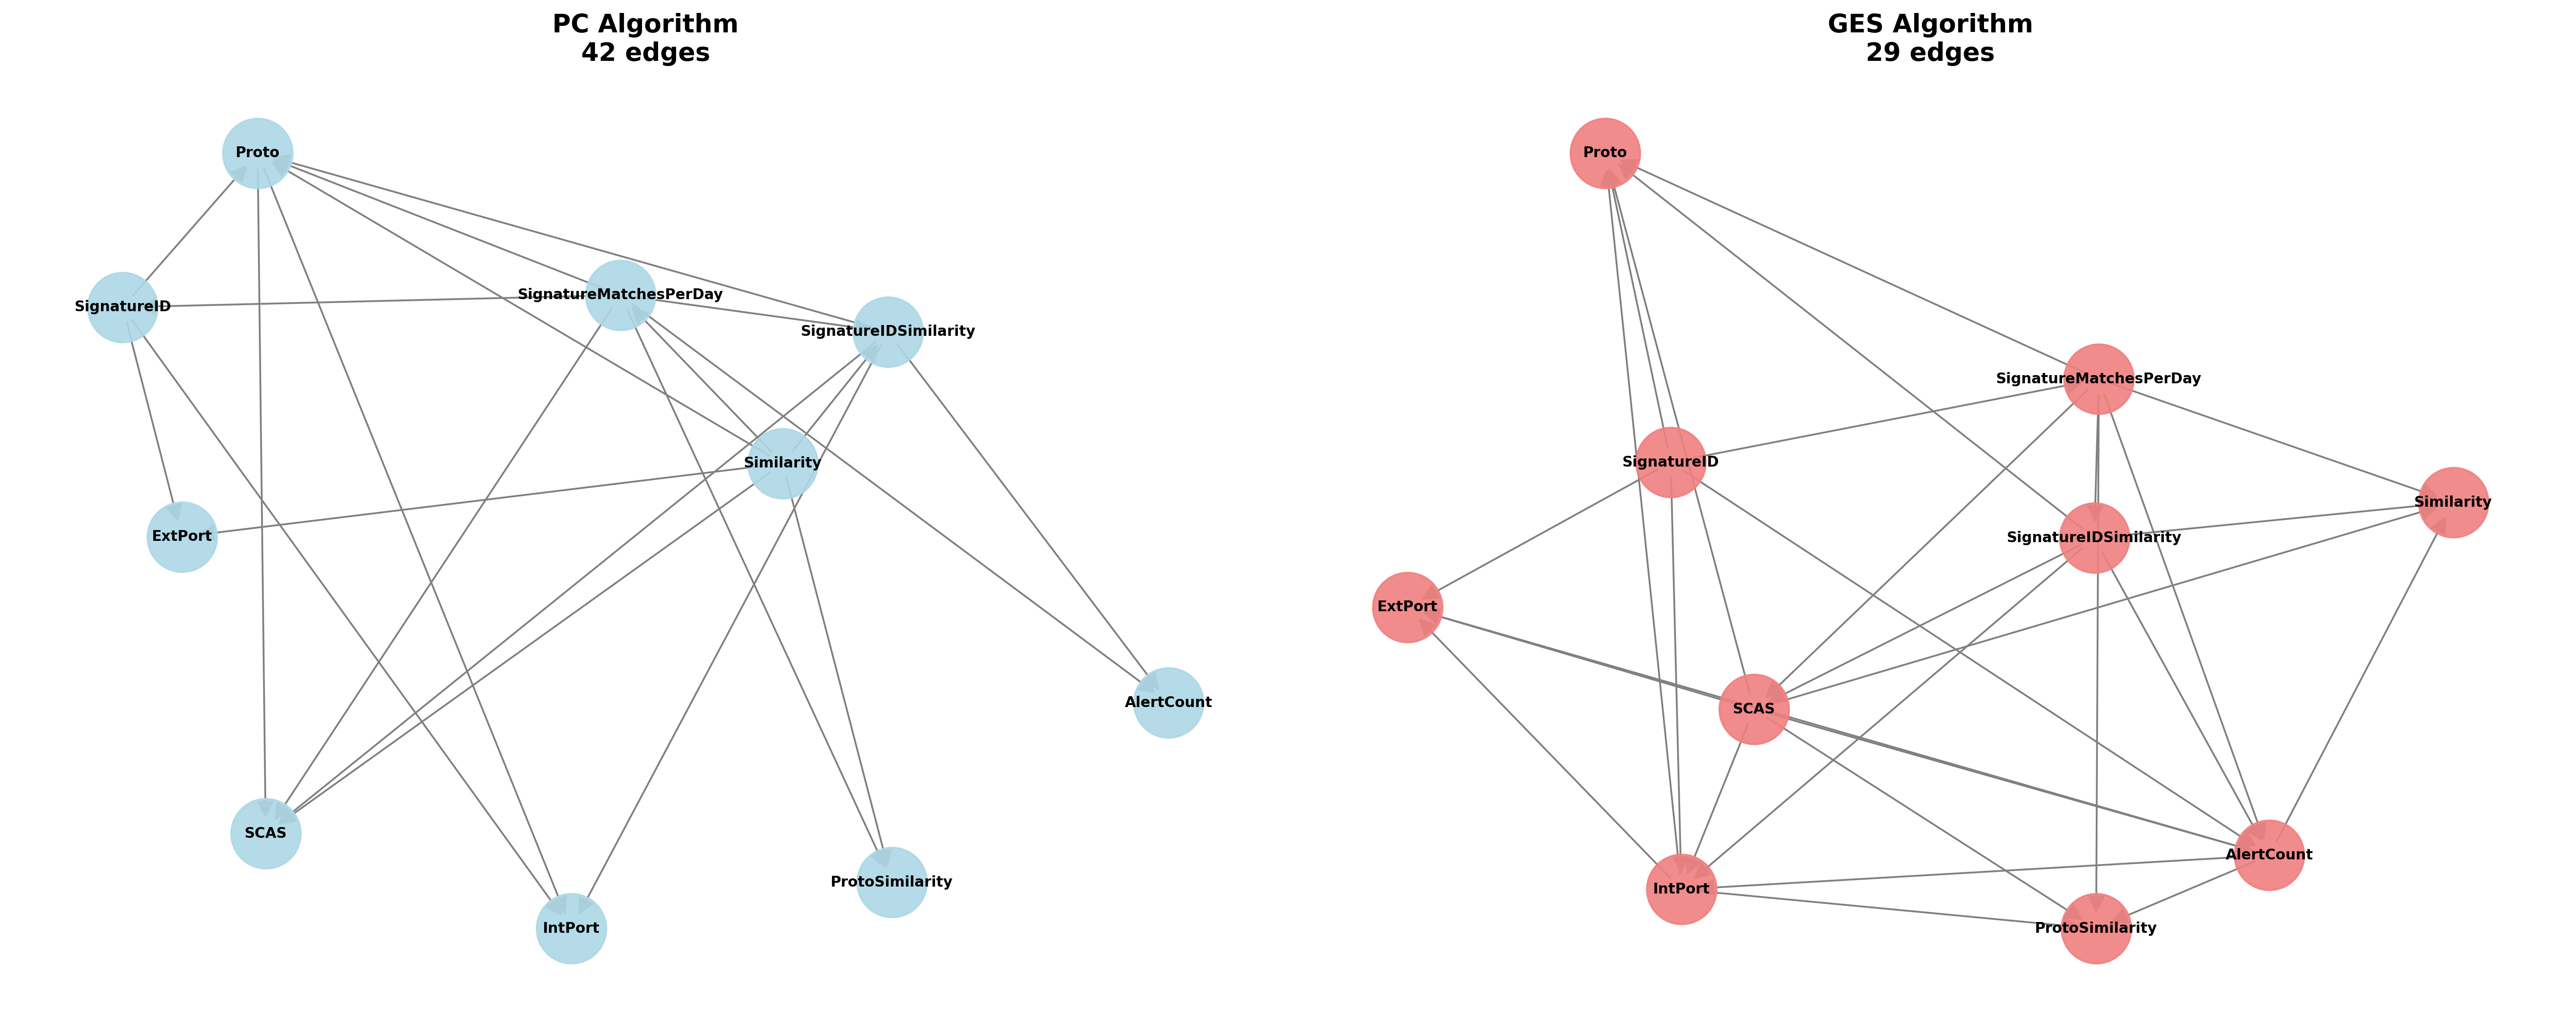 PC Algorithm
42 edges
Proto
SignatureID
SignatureMatchesPerDay
SignatureIDSimilarity
Similarity
ExtPort
AlertCount
SCAS
ProtoSimilarity
IntPort
GES Algorithm
29 edges
Proto
SignatureMatchesPerDay
SignatureID
Similarity
SignatureIDSimilarity
ExtPort
SCAS
AlertCount
IntPort
ProtoSimilarity